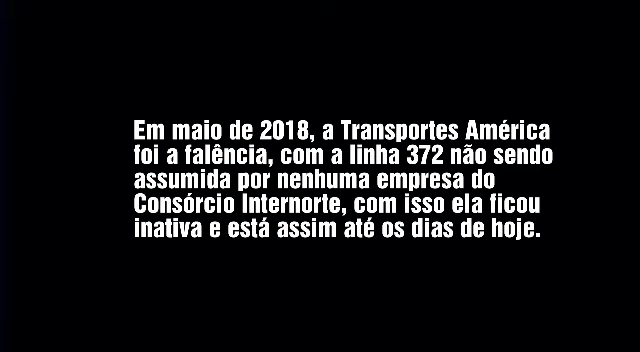 Em maio de 2018, a Transportes América
foi a falência, com a linha 372 não sendo
assumida por nenhuma empresa do
Consórcio Internorte, com isso ela ficou
inativa e está assim até os dias de hoje.